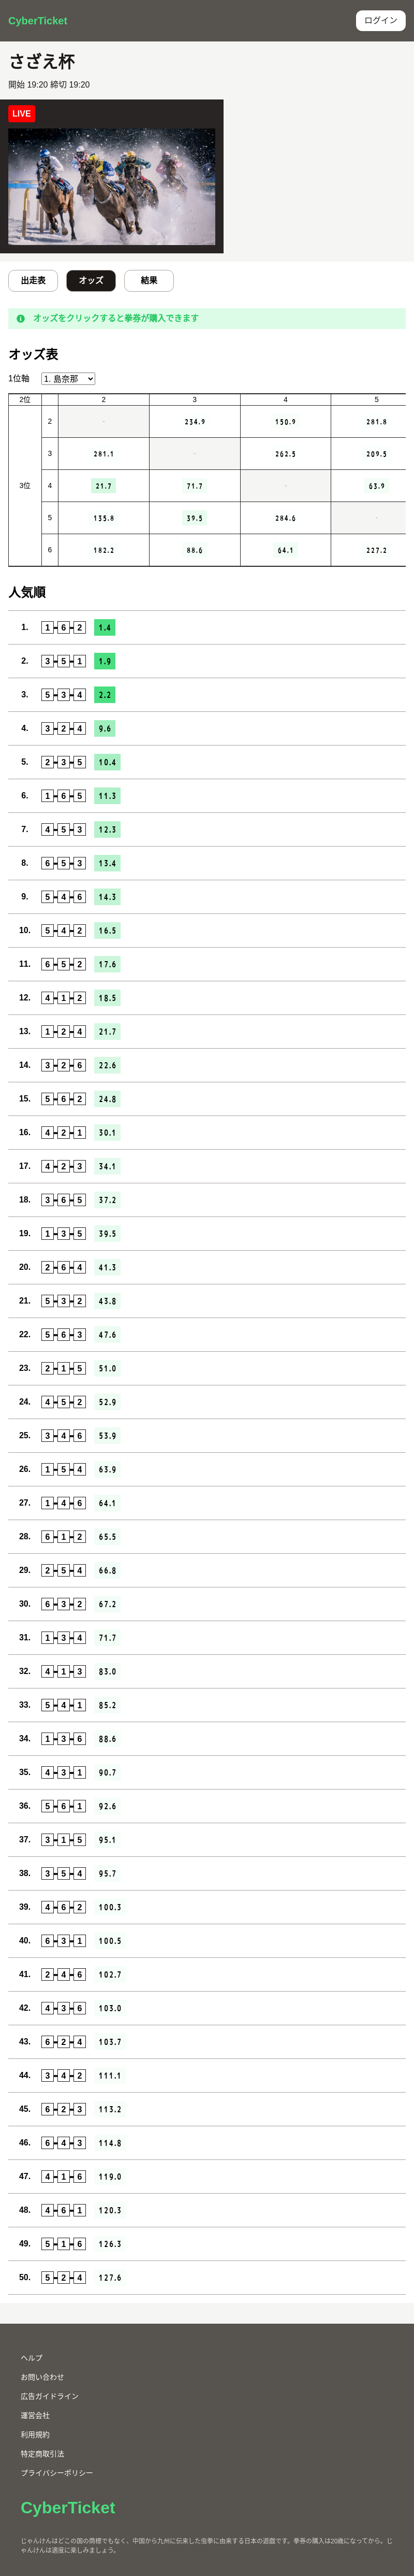 CyberTicket
ログイン
さざえ杯
開始 19:20 締切 19:20
LIVE
出走表 オッズ 結果
オッズをクリックすると拳券が購入できます
オッズ表
1位軸 1. 島奈那
2位 2 3 4 5
3位
2 - 234.9 150.9 281.8
3 281.1 - 262.5 209.5
4 21.7 71.7 - 63.9
5 135.8 39.5 284.6 -
6 182.2 88.6 64.1 227.2
人気順
1. 1-6-2 1.4
2. 3-5-1 1.9
3. 5-3-4 2.2
4. 3-2-4 9.6
5. 2-3-5 10.4
6. 1-6-5 11.3
7. 4-5-3 12.3
8. 6-5-3 13.4
9. 5-4-6 14.3
10. 5-4-2 16.5
11. 6-5-2 17.6
12. 4-1-2 18.5
13. 1-2-4 21.7
14. 3-2-6 22.6
15. 5-6-2 24.8
16. 4-2-1 30.1
17. 4-2-3 34.1
18. 3-6-5 37.2
19. 1-3-5 39.5
20. 2-6-4 41.3
21. 5-3-2 43.8
22. 5-6-3 47.6
23. 2-1-5 51.0
24. 4-5-2 52.9
25. 3-4-6 53.9
26. 1-5-4 63.9
27. 1-4-6 64.1
28. 6-1-2 65.5
29. 2-5-4 66.8
30. 6-3-2 67.2
31. 1-3-4 71.7
32. 4-1-3 83.0
33. 5-4-1 85.2
34. 1-3-6 88.6
35. 4-3-1 90.7
36. 5-6-1 92.6
37. 3-1-5 95.1
38. 3-5-4 95.7
39. 4-6-2 100.3
40. 6-3-1 100.5
41. 2-4-6 102.7
42. 4-3-6 103.0
43. 6-2-4 103.7
44. 3-4-2 111.1
45. 6-2-3 113.2
46. 6-4-3 114.8
47. 4-1-6 119.0
48. 4-6-1 120.3
49. 5-1-6 126.3
50. 5-2-4 127.6
ヘルプ
お問い合わせ
広告ガイドライン
運営会社
利用規約
特定商取引法
プライバシーポリシー
CyberTicket
じゃんけんはどこの国の商標でもなく、中国から九州に伝来した虫拳に由来する日本の遊戯です。拳券の購入は20歳になってから。じ
ゃんけんは適度に楽しみましょう。